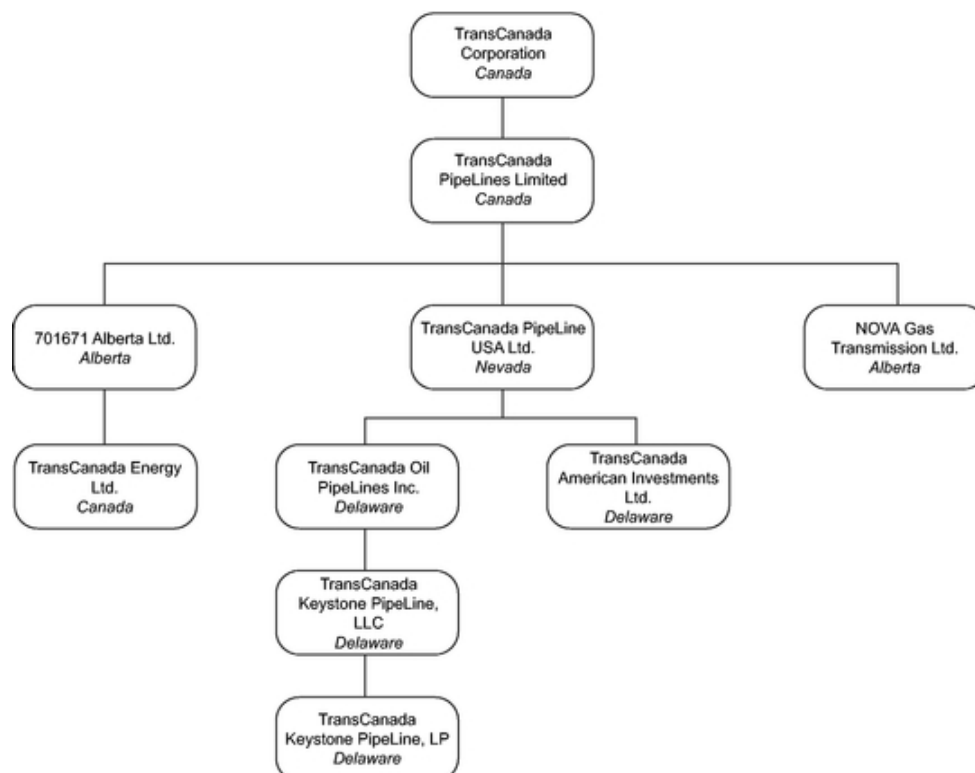 TransCanada
Corporation
Canada
TransCanada
PipeLines Limited
Canada
701671 Alberta Ltd.
Alberta
TransCanada PipeLine
USA Ltd.
Nevada
NOVA Gas
Transmission Ltd.
Alberta
TransCanada Energy
Ltd.
Canada
TransCanada Oil
PipeLines Inc.
Delaware
TransCanada
American Investments
Ltd.
Delaware
TransCanada
Keystone PipeLine,
LLC
Delaware
TransCanada
Keystone PipeLine, LP
Delaware